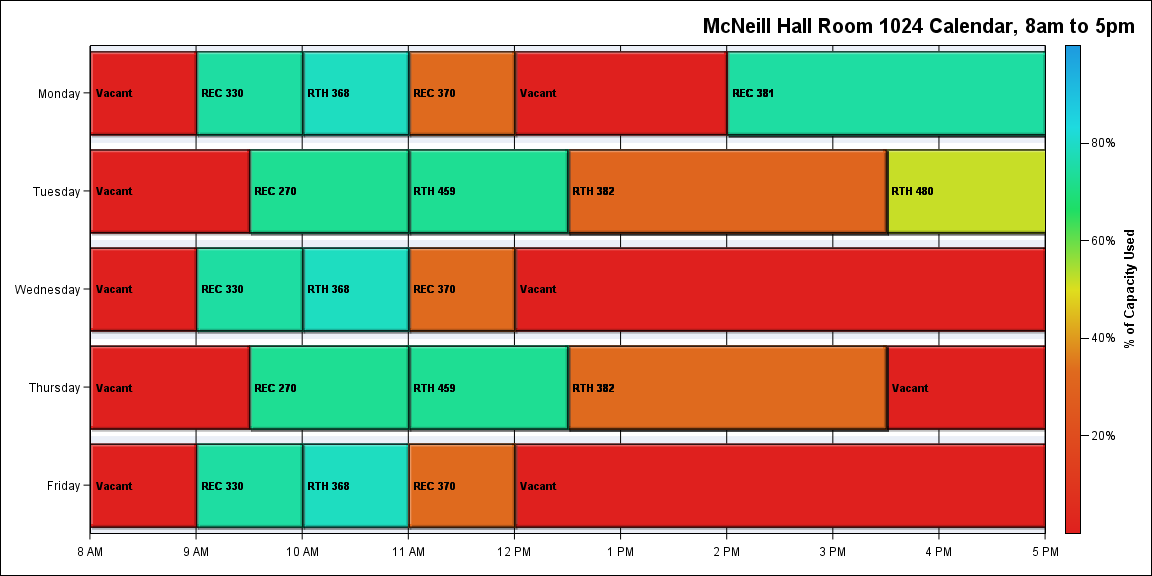 McNeill Hall Room 1024 Calendar, 8am to 5pm
Monday
Vacant
REC 330
RTH 368
REC 370
Vacant
REC 381
Tuesday
Vacant
REC 270
RTH 459
RTH 382
RTH 480
Wednesday
Vacant
REC 330
RTH 368
REC 370
Vacant
Thursday
Vacant
REC 270
RTH 459
RTH 382
Vacant
Friday
Vacant
REC 330
RTH 368
REC 370
Vacant
8 AM
9 AM
10 AM
11 AM
12 PM
1 PM
2 PM
3 PM
4 PM
5 PM
80%
60%
40%
20%
% of Capacity Used